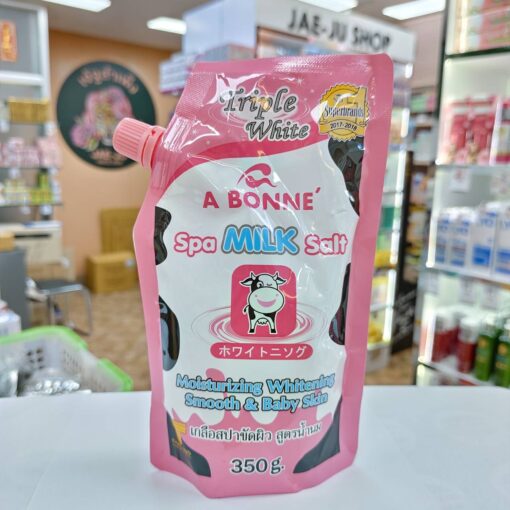 JAE-JU SHOP
Triple
White
Superbrands
2017-2018
A BONNE´
Spa MILK Salt
ホワイトニソグ
Moisturizing Whitening
Smooth & Baby Skin
เกลือสปาขัดผิว สูตรน้ำนม
350 g.